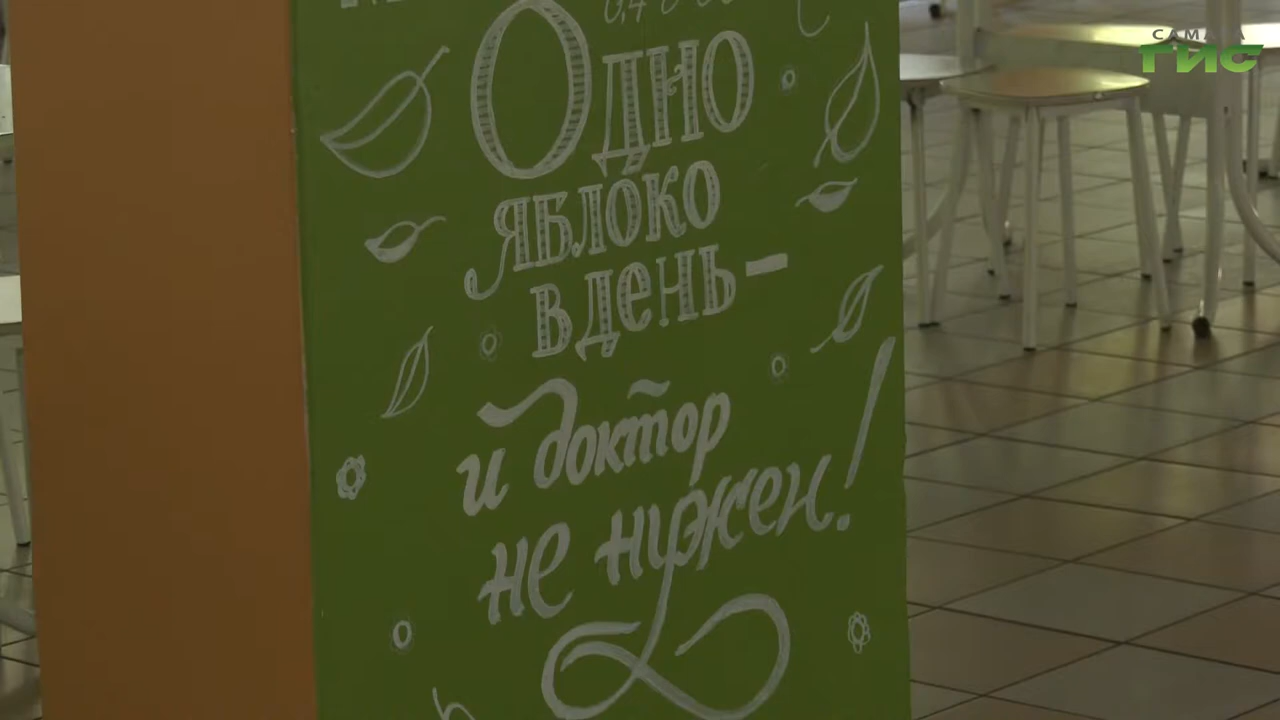 Одно
яблоко
в день–
и доктор
не нужен!
САМАРА
ГИС